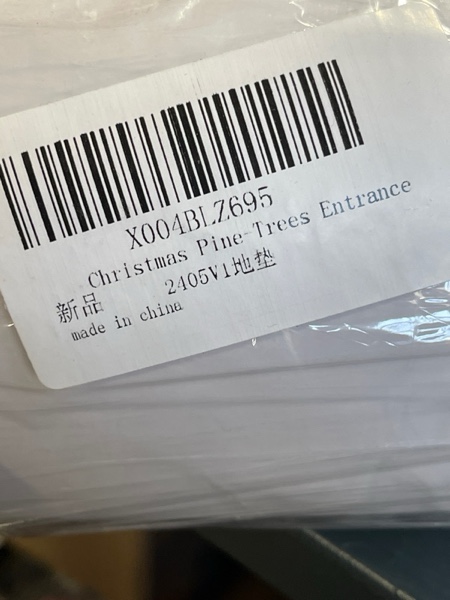 X004BLZ695
Christmas Pine-Trees Entrance
新品 2405V1地垫
made in china